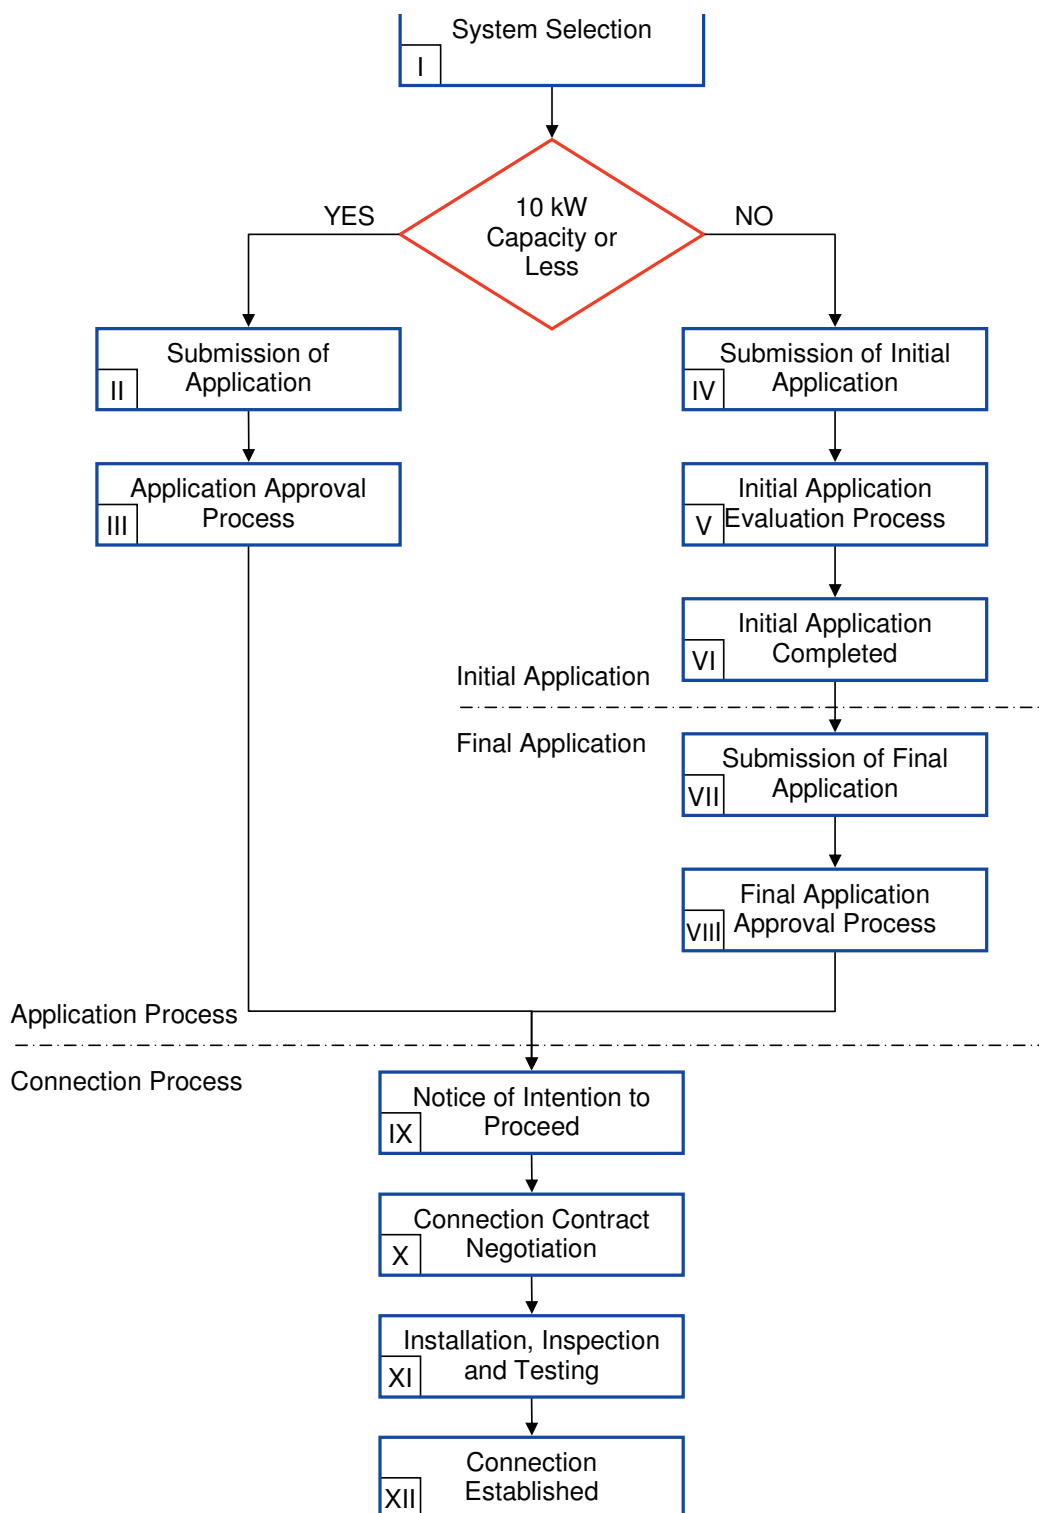 System Selection
I
10 kW
Capacity or
Less
YES
NO
Submission of
Application
II
Submission of Initial
Application
IV
Application Approval
Process
III
Initial Application
Evaluation Process
V
Initial Application
Completed
VI
Initial Application
Final Application
Submission of Final
Application
VII
Final Application
Approval Process
VIII
Application Process
Connection Process
Notice of Intention to
Proceed
IX
Connection Contract
Negotiation
X
Installation, Inspection
and Testing
XI
Connection
Established
XII